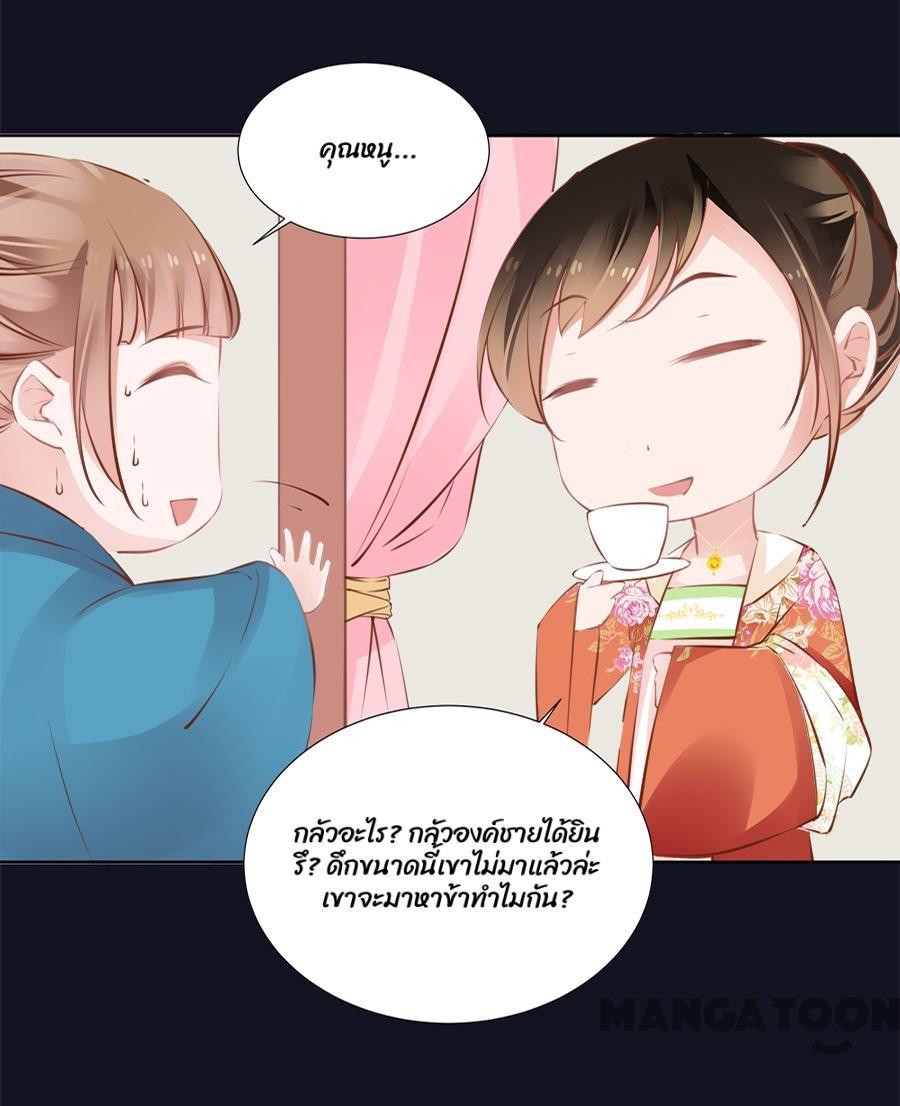 คุณหนู...
กลัวอะไร? กลัวองค์ชายได้ยิน
รึ? ดึกขนาดนี้เขาไม่มาแล้วล่ะ
เขาจะมาหาข้าทำไมกัน?
MANGATOON